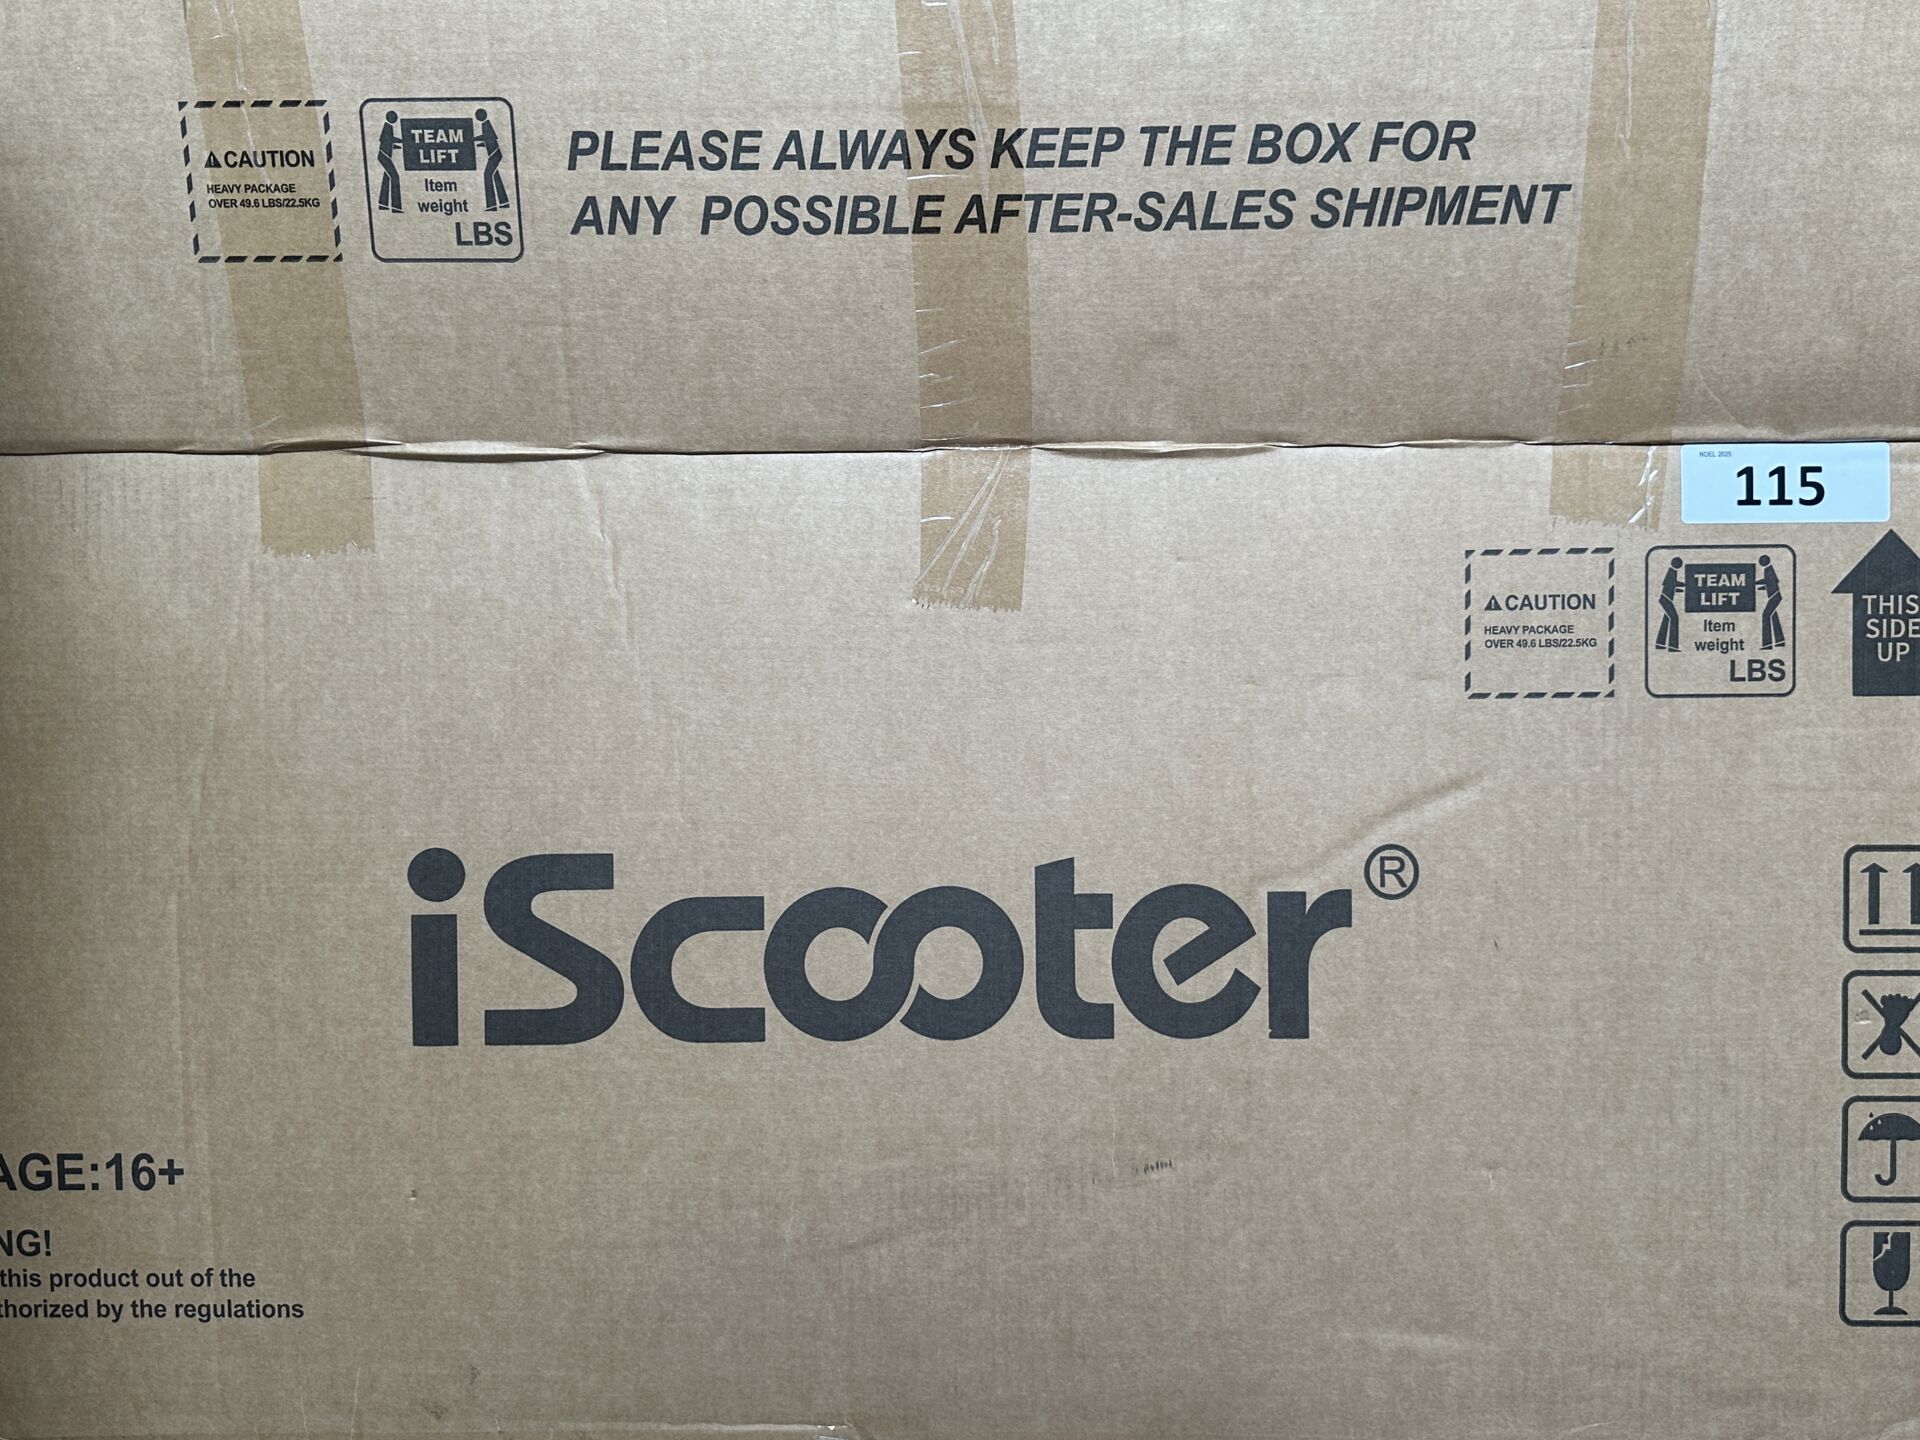 CAUTION
HEAVY PACKAGE
OVER 49.6 LBS/22.5KG
TEAM
LIFT
Item
weight
LBS
PLEASE ALWAYS KEEP THE BOX FOR
ANY POSSIBLE AFTER-SALES SHIPMENT
NOEL 2025
115
CAUTION
HEAVY PACKAGE
OVER 49.6 LBS/22.5KG
TEAM
LIFT
Item
weight
LBS
THIS
SIDE
UP
iScooter®
AGE:16+
NG!
this product out of the
thorized by the regulations